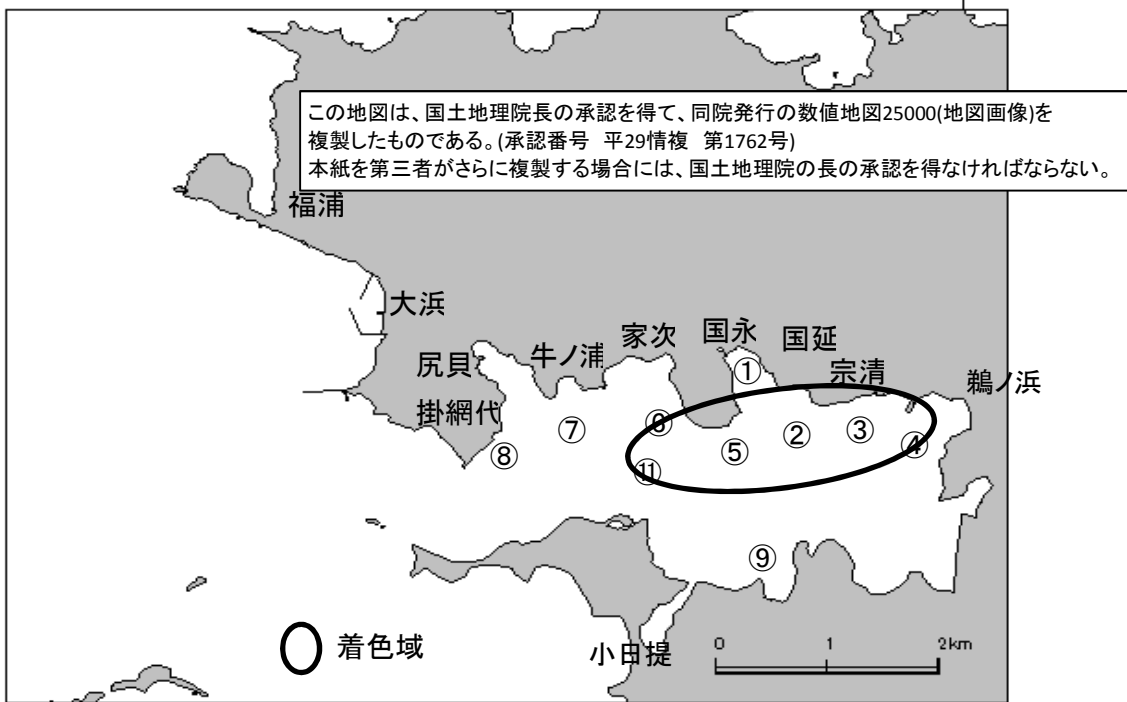 この地図は、国土地理院長の承認を得て、同院発行の数値地図25000(地図画像)を
複製したものである。(承認番号 平29情複 第1762号)
本紙を第三者がさらに複製する場合には、国土地理院の長の承認を得なければならない。
福浦
大浜
尻貝
牛ノ浦
家次
国永
国延
宗清
鵜ノ浜
掛網代
①
②
③
④
⑤
⑥
⑦
⑧
⑪
⑨
着色域
小日提
0 1 2km